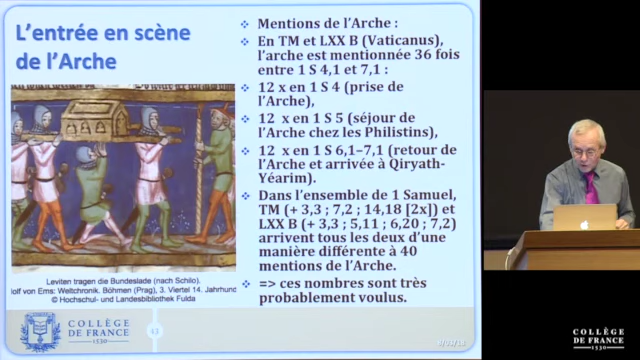 L'entrée en scène
de l'Arche
• Mentions de l'Arche :
• En TM et LXX B (Vaticanus),
l'arche est mentionnée 36 fois
entre 1 S 4,1 et 7,1 :
• 12 x en 1 S 4 (prise de
l'Arche),
• 12 x en 1 S 5 (séjour de
l'Arche chez les Philistins),
• 12 x en 1 S 6,1–7,1 (retour de
l'Arche et arrivée à Qiryath-
Yéarim).
• Dans l'ensemble de 1 Samuel,
TM (+ 3,3 ; 7,2 ; 14,18 [2x]) et
LXX B (+ 3,3 ; 5,11 ; 6,20 ; 7,2)
arrivent tous les deux d'une
manière différente à 40
mentions de l'Arche.
• => ces nombres sont très
probablement voulus.
Leviten tragen die Bundeslade (nach Schilo).
olf von Ems: Weltchronik. Böhmen (Prag), 3. Viertel 14. Jahrhund
© Hochschul- und Landesbibliothek Fulda
COLLÈGE
DE FRANCE
1530
43
COLLÈGE
DE FRANCE
1530